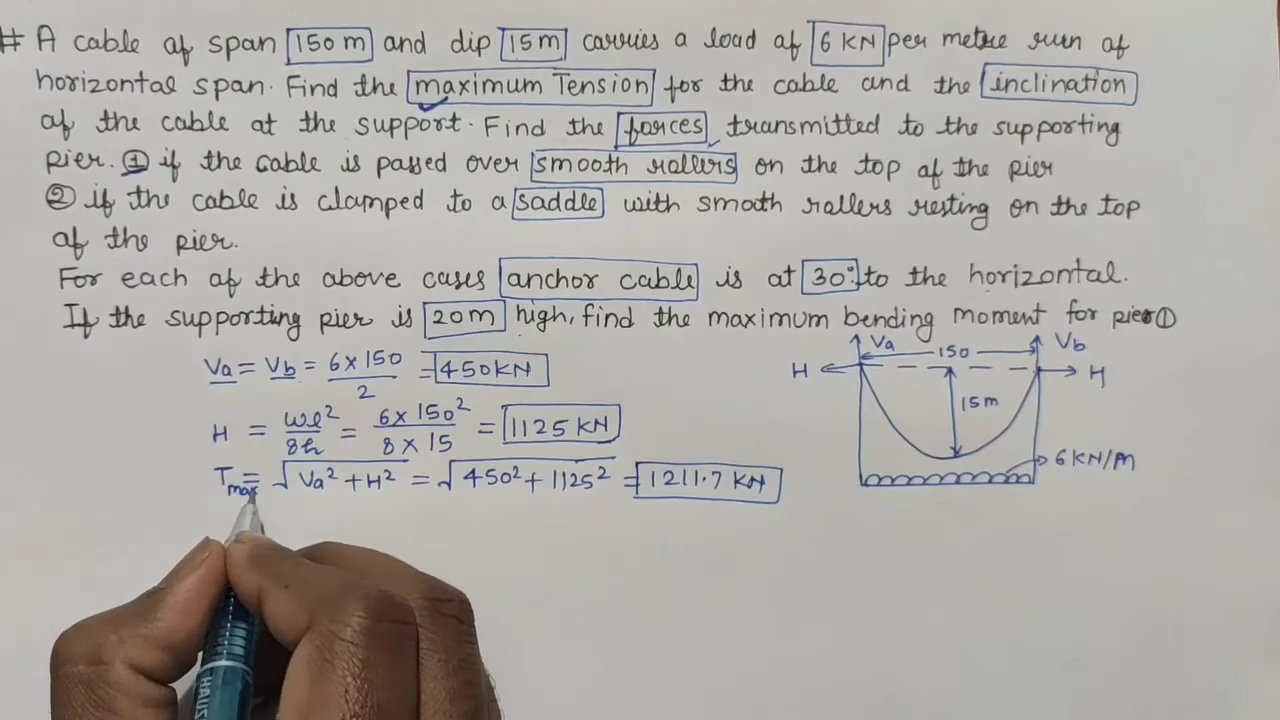 # A cable of span 150 m and dip 15 m carries a load of 6 KN per metre run of
horizontal span. Find the maximum Tension for the cable and the inclination
of the cable at the support. Find the forces transmitted to the supporting
pier. ① if the cable is passed over smooth rollers on the top of the pier
② if the cable is clamped to a saddle with smooth rollers resting on the top
of the pier.
For each of the above cases anchor cable is at 30° to the horizontal.
If the supporting pier is 20m high, find the maximum bending moment for pier ①
Va = Vb = 6 × 150 / 2 = 450 KN
H = wl² / 8h = 6 × 150² / 8 × 15 = 1125 KN
Tmax = √Va² + H² = √450² + 1125² = 1211.7 KN
Va
150
Vb
H
H
15 m
6 KN/m
HAUS